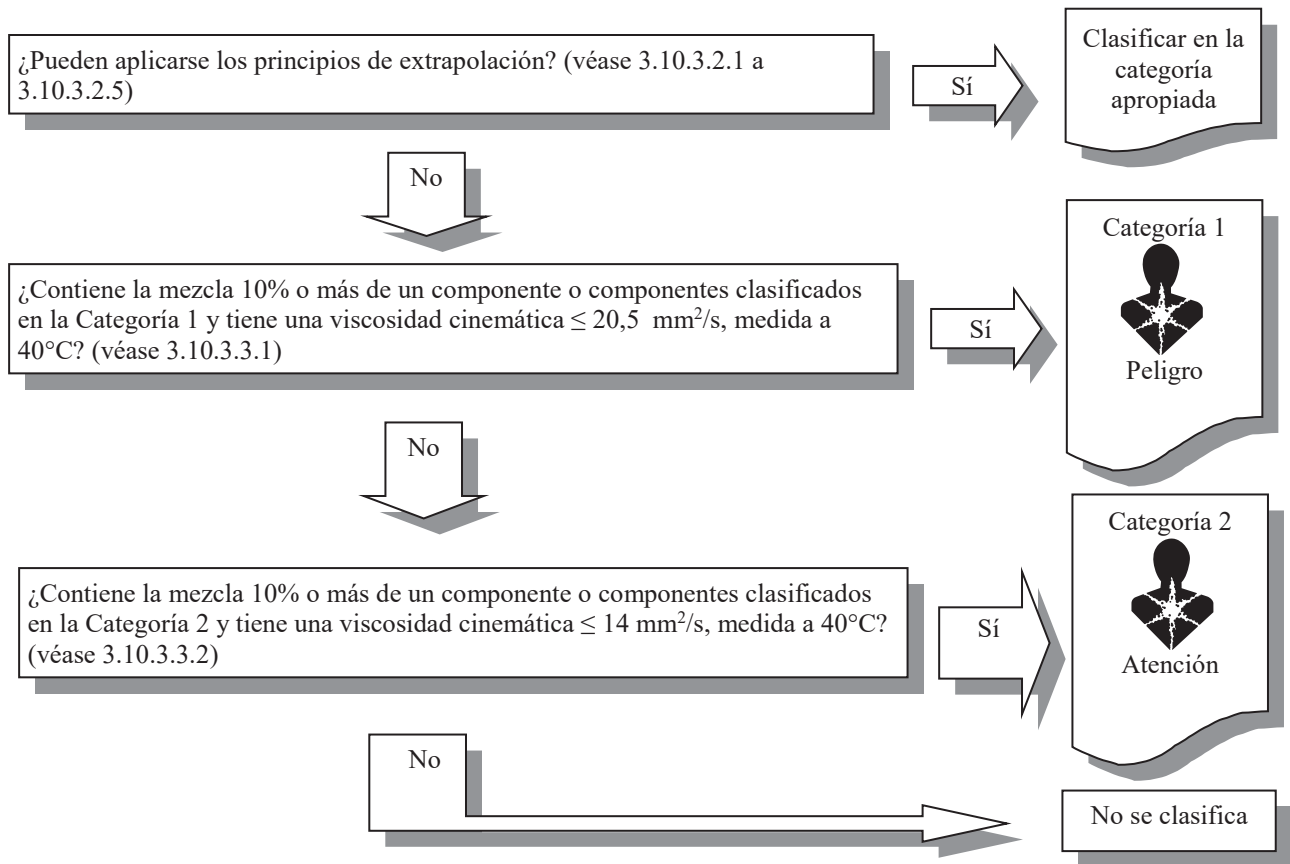 ¿Pueden aplicarse los principios de extrapolación? (véase 3.10.3.2.1 a
3.10.3.2.5)
Sí
Clasificar en la
categoría
apropiada
No
¿Contiene la mezcla 10% o más de un componente o componentes clasificados
en la Categoría 1 y tiene una viscosidad cinemática ≤ 20,5 mm²/s, medida a
40°C? (véase 3.10.3.3.1)
Sí
Categoría 1
Peligro
No
¿Contiene la mezcla 10% o más de un componente o componentes clasificados
en la Categoría 2 y tiene una viscosidad cinemática ≤ 14 mm²/s, medida a 40°C?
(véase 3.10.3.3.2)
Sí
Categoría 2
Atención
No
No se clasifica